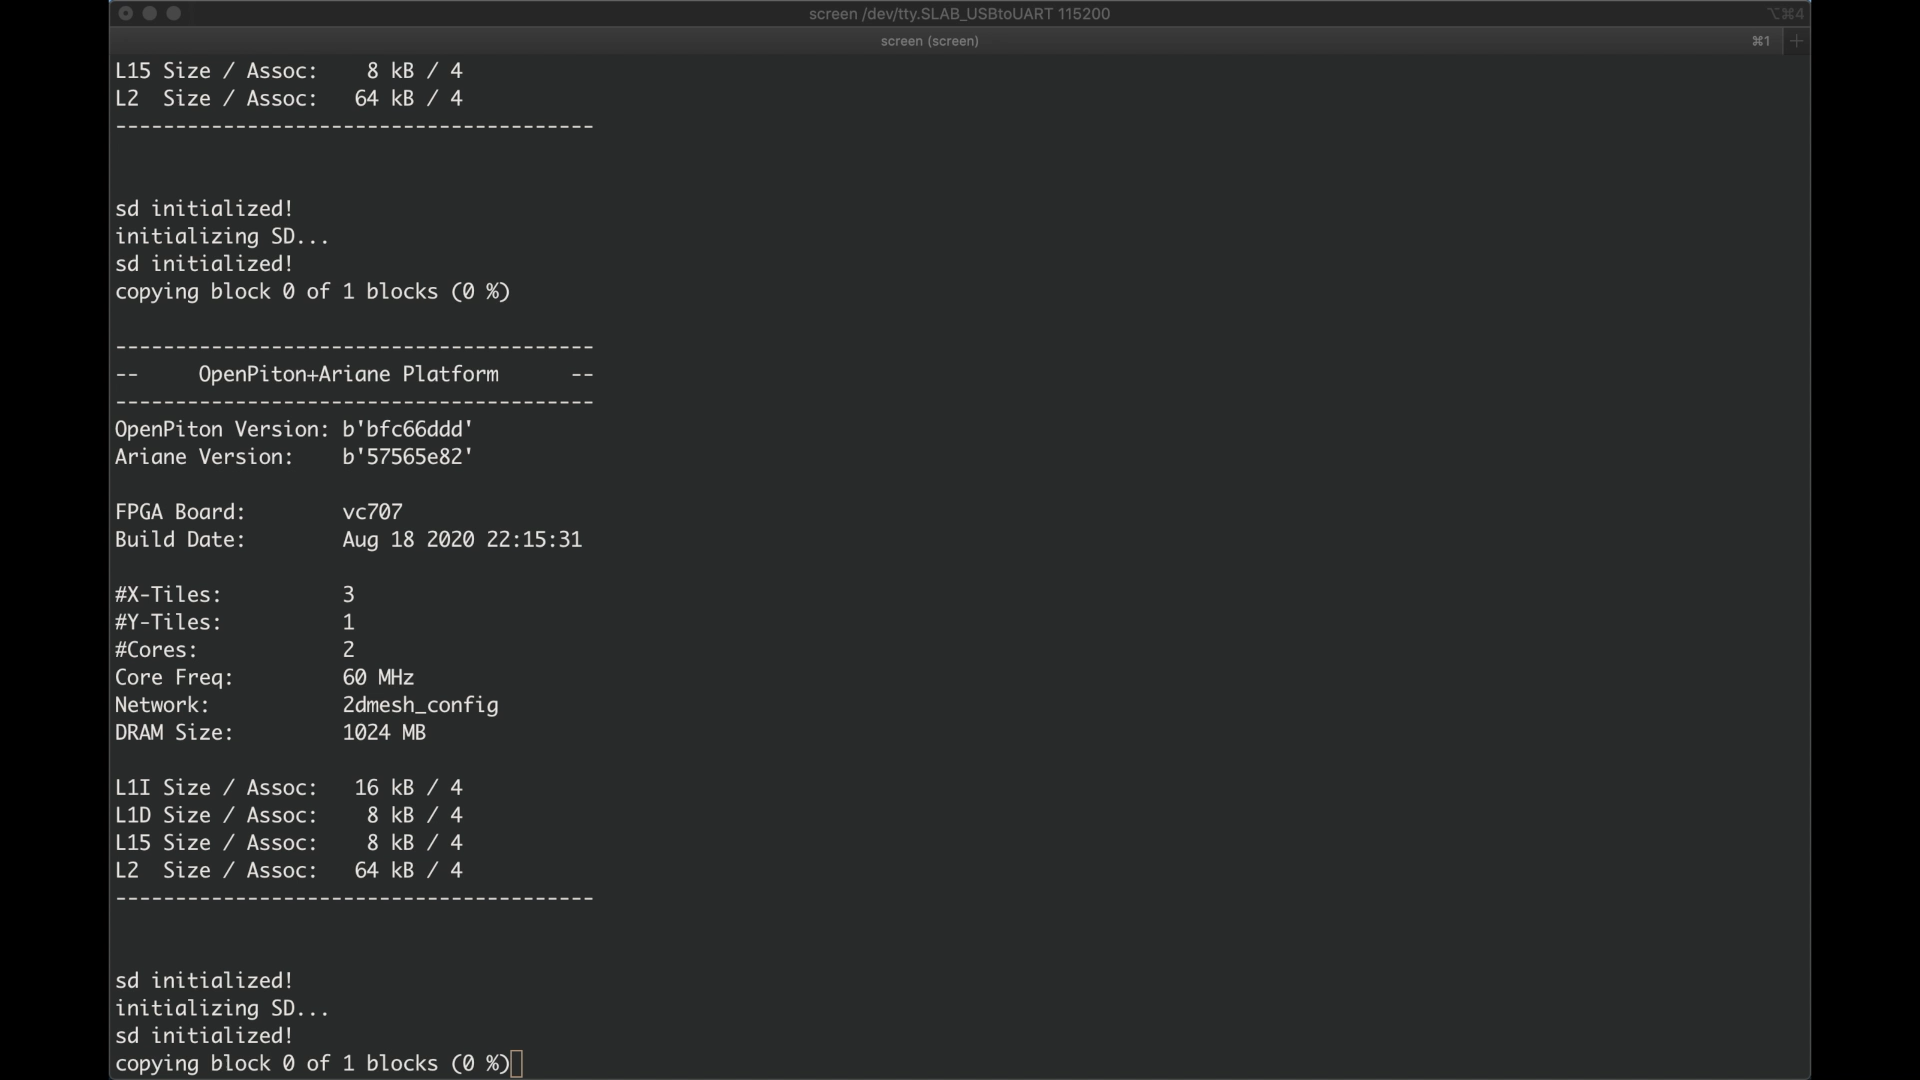 screen /dev/tty.SLAB_USBtoUART 115200
⌥⌘4
screen (screen)
⌘1
L15 Size / Assoc:    8 kB / 4
L2  Size / Assoc:   64 kB / 4
----------------------------------------
sd initialized!
initializing SD...
sd initialized!
copying block 0 of 1 blocks (0 %)
----------------------------------------
--     OpenPiton+Ariane Platform      --
----------------------------------------
OpenPiton Version: b'bfc66ddd'
Ariane Version:    b'57565e82'
FPGA Board:        vc707
Build Date:        Aug 18 2020 22:15:31
#X-Tiles:          3
#Y-Tiles:          1
#Cores:            2
Core Freq:         60 MHz
Network:           2dmesh_config
DRAM Size:         1024 MB
L1I Size / Assoc:   16 kB / 4
L1D Size / Assoc:    8 kB / 4
L15 Size / Assoc:    8 kB / 4
L2  Size / Assoc:   64 kB / 4
----------------------------------------
sd initialized!
initializing SD...
sd initialized!
copying block 0 of 1 blocks (0 %)